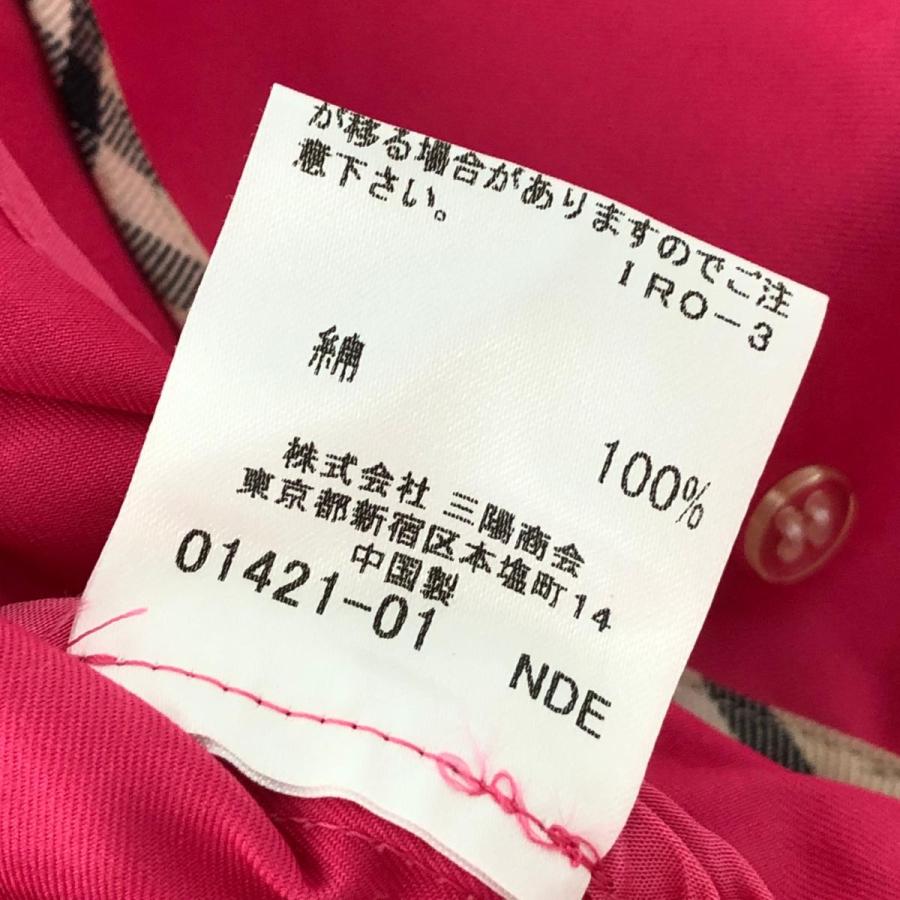 が移る場合がありますのでご注
意下さい。
IRO-3
綿
100%
株式会社 三陽商会
東京都新宿区本塩町14
中国製
01421-01
NDE